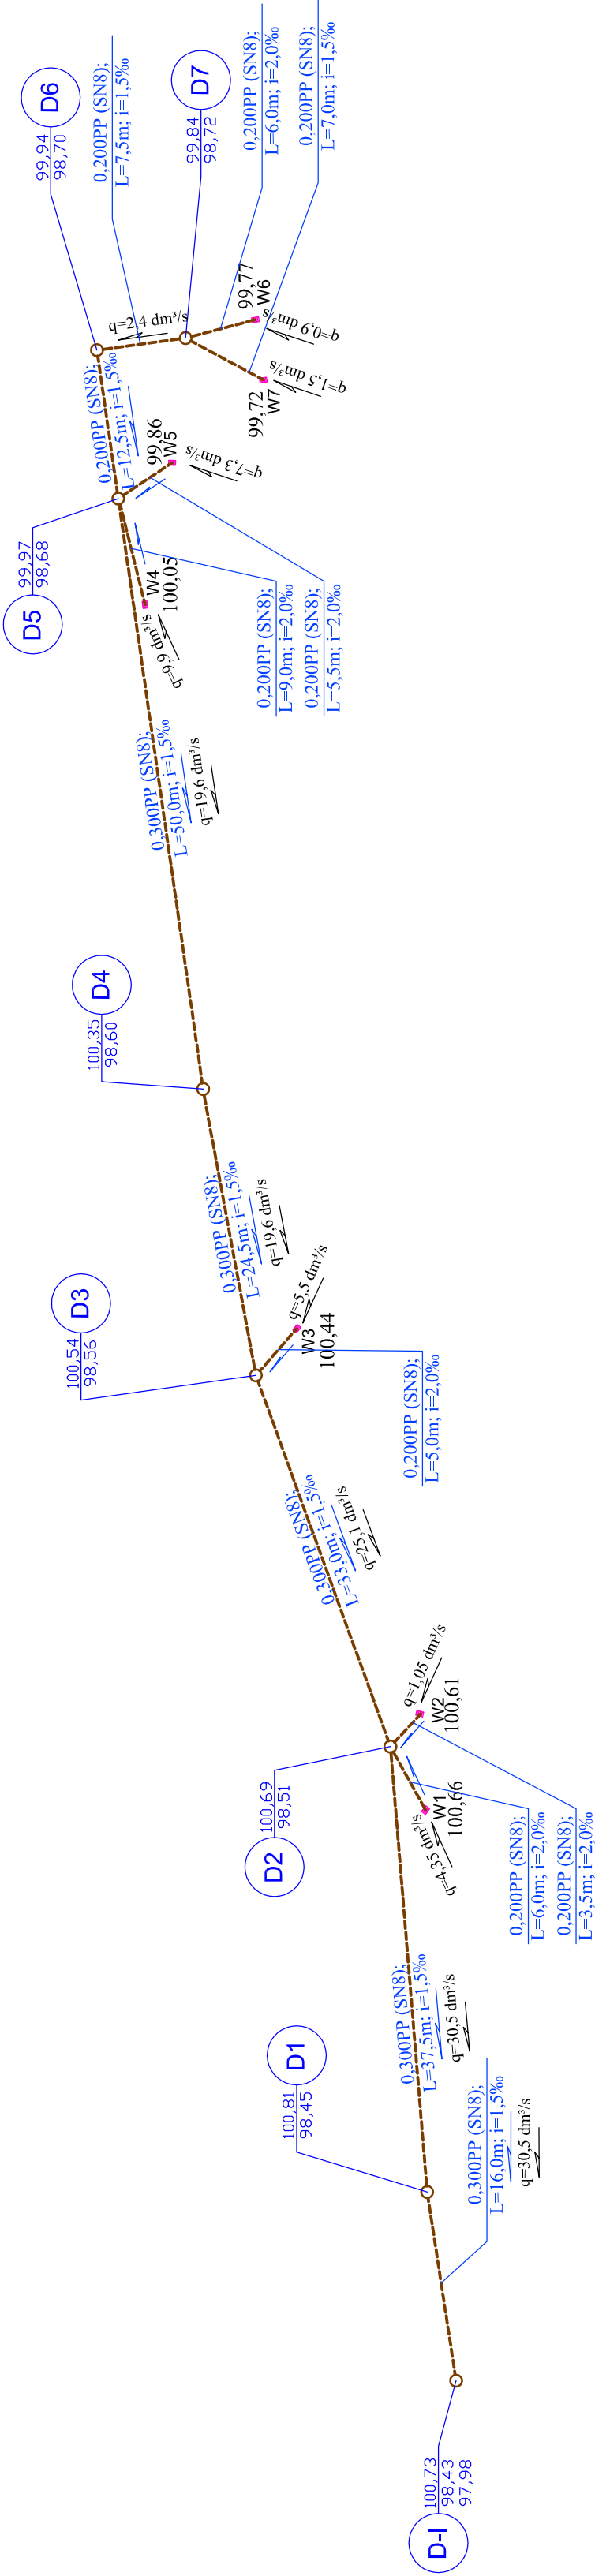 D6
99,94
98,70
0,200PP (SN8);
L=7,5m; i=1,5‰
D7
99,84
98,72
0,200PP (SN8);
L=6,0m; i=2,0‰
0,200PP (SN8);
L=7,0m; i=1,5‰
q=2,4 dm³/s
99,77
W6
q=0,9 dm³/s
99,72
W7
q=1,5 dm³/s
0,200PP (SN8);
L=12,5m; i=1,5‰
99,86
W5
q=7,3 dm³/s
D5
99,97
98,68
W4
100,05
q=9,9 dm³/s
0,200PP (SN8);
L=9,0m; i=2,0‰
0,200PP (SN8);
L=5,5m; i=2,0‰
0,300PP (SN8);
L=50,0m; i=1,5‰
q=19,6 dm³/s
D4
100,35
98,60
0,300PP (SN8);
L=24,5m; i=1,5‰
q=19,6 dm³/s
D3
100,54
98,56
q=5,5 dm³/s
W3
100,44
0,200PP (SN8);
L=5,0m; i=2,0‰
0,300PP (SN8);
L=33,0m; i=1,5‰
q=25,1 dm³/s
D2
100,69
98,51
q=1,05 dm³/s
W2
100,61
W1
100,66
q=4,35 dm³/s
0,200PP (SN8);
L=6,0m; i=2,0‰
0,200PP (SN8);
L=3,5m; i=2,0‰
0,300PP (SN8);
L=37,5m; i=1,5‰
q=30,5 dm³/s
D1
100,81
98,45
0,300PP (SN8);
L=16,0m; i=1,5‰
q=30,5 dm³/s
D-I
100,73
98,43
97,98